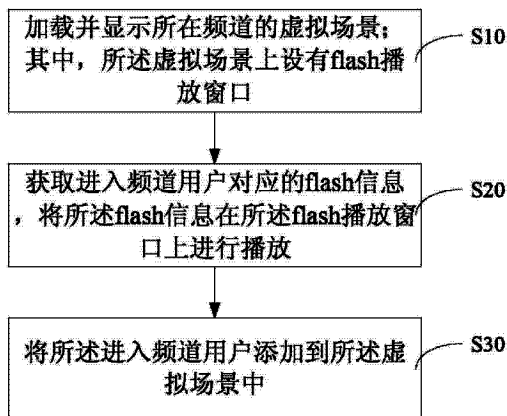 加载并显示所在频道的虚拟场景;
其中，所述虚拟场景上设有flash播
放窗口
S10
获取进入频道用户对应的flash信息
，将所述flash信息在所述flash播放窗
口上进行播放
S20
将所述进入频道用户添加到所述虚
拟场景中
S30